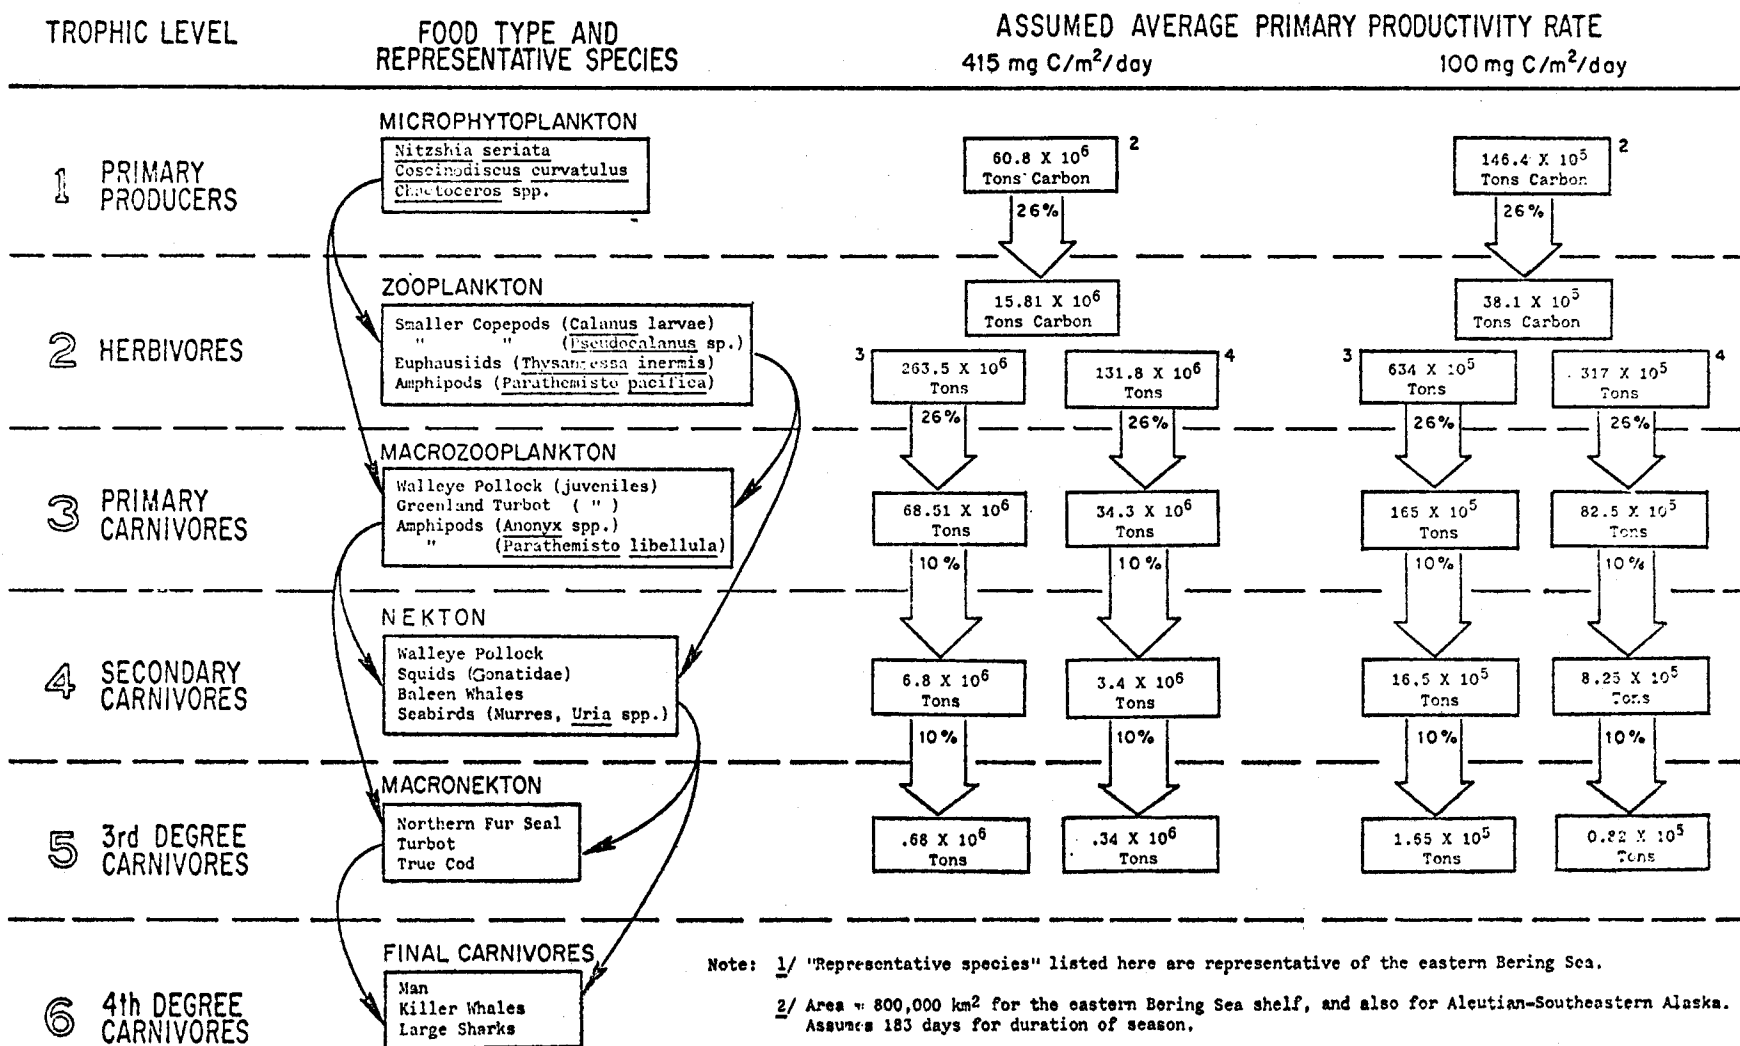 TROPHIC LEVEL
FOOD TYPE AND
REPRESENTATIVE SPECIES
ASSUMED AVERAGE PRIMARY PRODUCTIVITY RATE
415 mg C/m²/day
100 mg C/m²/day
1 PRIMARY
PRODUCERS
MICROPHYTOPLANKTON
Nitzshia seriata
Coscinodiscus curvatulus
Chaetoceros spp.
60.8 X 10⁶
Tons Carbon
2
26%
146.4 X 10⁵
Tons Carbon
2
26%
2 HERBIVORES
ZOOPLANKTON
Smaller Copepods (Calanus larvae)
" " (Pseudocalanus sp.)
Euphausiids (Thysanoessa inermis)
Amphipods (Parathemisto pacifica)
15.81 X 10⁶
Tons Carbon
38.1 X 10⁵
Tons Carbon
3
263.5 X 10⁶
Tons
26%
131.8 X 10⁶
Tons
4
26%
3
634 X 10⁵
Tons
26%
317 X 10⁵
Tons
4
26%
3 PRIMARY
CARNIVORES
MACROZOOPLANKTON
Walleye Pollock (juveniles)
Greenland Turbot ( " )
Amphipods (Anonyx spp.)
" (Parathemisto libellula)
68.51 X 10⁶
Tons
10%
34.3 X 10⁶
Tons
10%
165 X 10⁵
Tons
10%
82.5 X 10⁵
Tons
10%
4 SECONDARY
CARNIVORES
NEKTON
Walleye Pollock
Squids (Gonatidae)
Baleen Whales
Seabirds (Murres, Uria spp.)
6.8 X 10⁶
Tons
10%
3.4 X 10⁶
Tons
10%
16.5 X 10⁵
Tons
10%
8.25 X 10⁵
Tons
10%
5 3rd DEGREE
CARNIVORES
MACRONEKTON
Northern Fur Seal
Turbot
True Cod
.68 X 10⁶
Tons
.34 X 10⁶
Tons
1.65 X 10⁵
Tons
0.82 X 10⁵
Tons
6 4th DEGREE
CARNIVORES
FINAL CARNIVORES
Man
Killer Whales
Large Sharks
Note: 1/ "Representative species" listed here are representative of the eastern Bering Sea.
2/ Area = 800,000 km² for the eastern Bering Sea shelf, and also for Aleutian-Southeastern Alaska.
Assumes 183 days for duration of season.